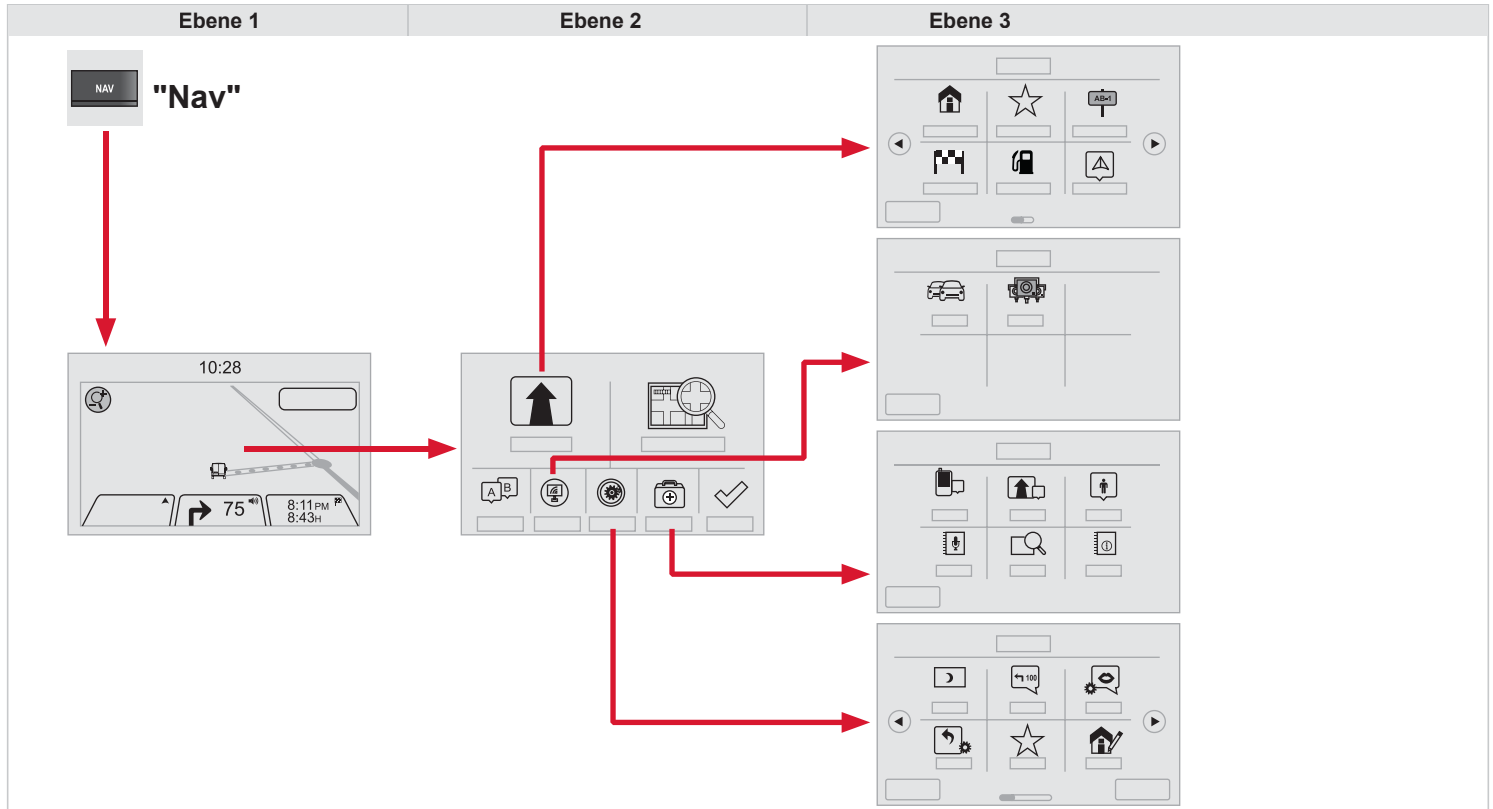 Ebene 1
Ebene 2
Ebene 3
NAV
"Nav"
10:28
75
8:11PM
8:43H
A B
AB-1
100